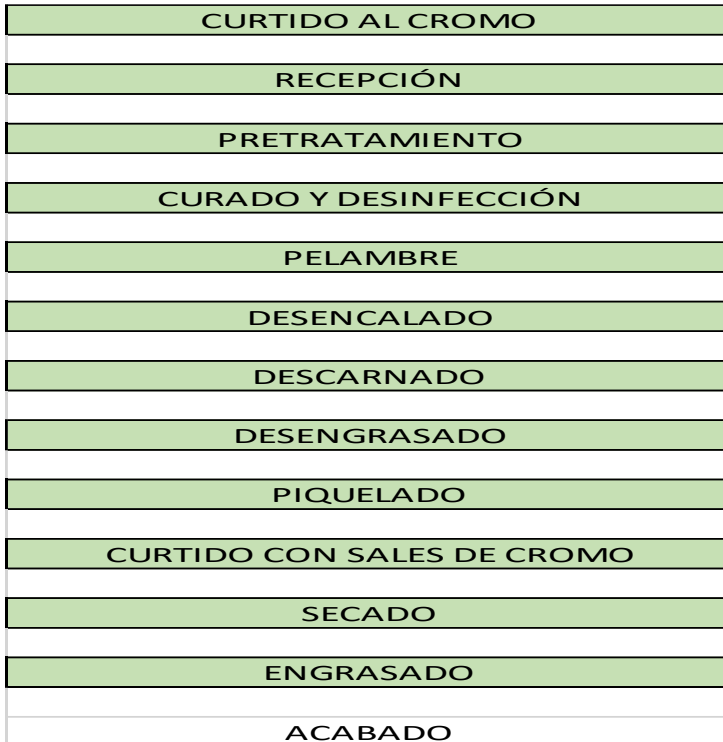 CURTIDO AL CROMO
RECEPCIÓN
PRETRATAMIENTO
CURADO Y DESINFECCIÓN
PELAMBRE
DESENCALADO
DESCARNADO
DESENGRASADO
PIQUELADO
CURTIDO CON SALES DE CROMO
SECADO
ENGRASADO
ACABADO